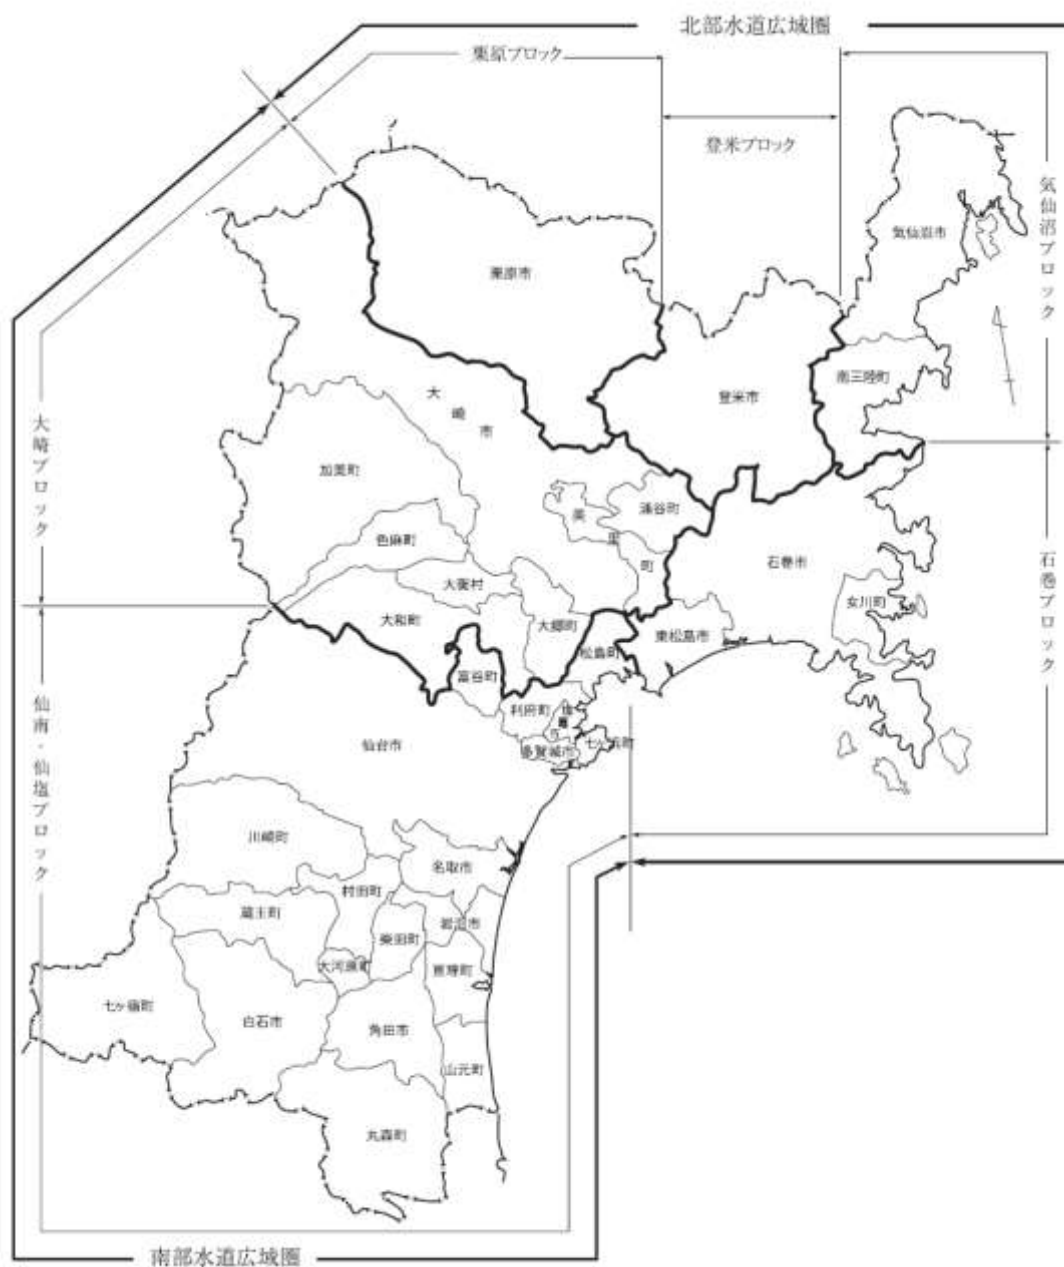 北部水道広域圏
栗原ブロック
登米ブロック
気仙沼ブロック
気仙沼市
栗原市
南三陸町
登米市
大崎市
大崎ブロック
加美町
涌谷町
美里町
色麻町
石巻市
石巻ブロック
大衡村
女川町
大和町
大郷町
東松島市
松島町
富谷町
利府町
仙台市
多賀城市
七ヶ浜町
仙南・仙塩ブロック
川崎町
名取市
村田町
蔵王町
岩沼市
柴田町
大河原町
亘理町
七ヶ宿町
白石市
角田市
山元町
丸森町
南部水道広域圏